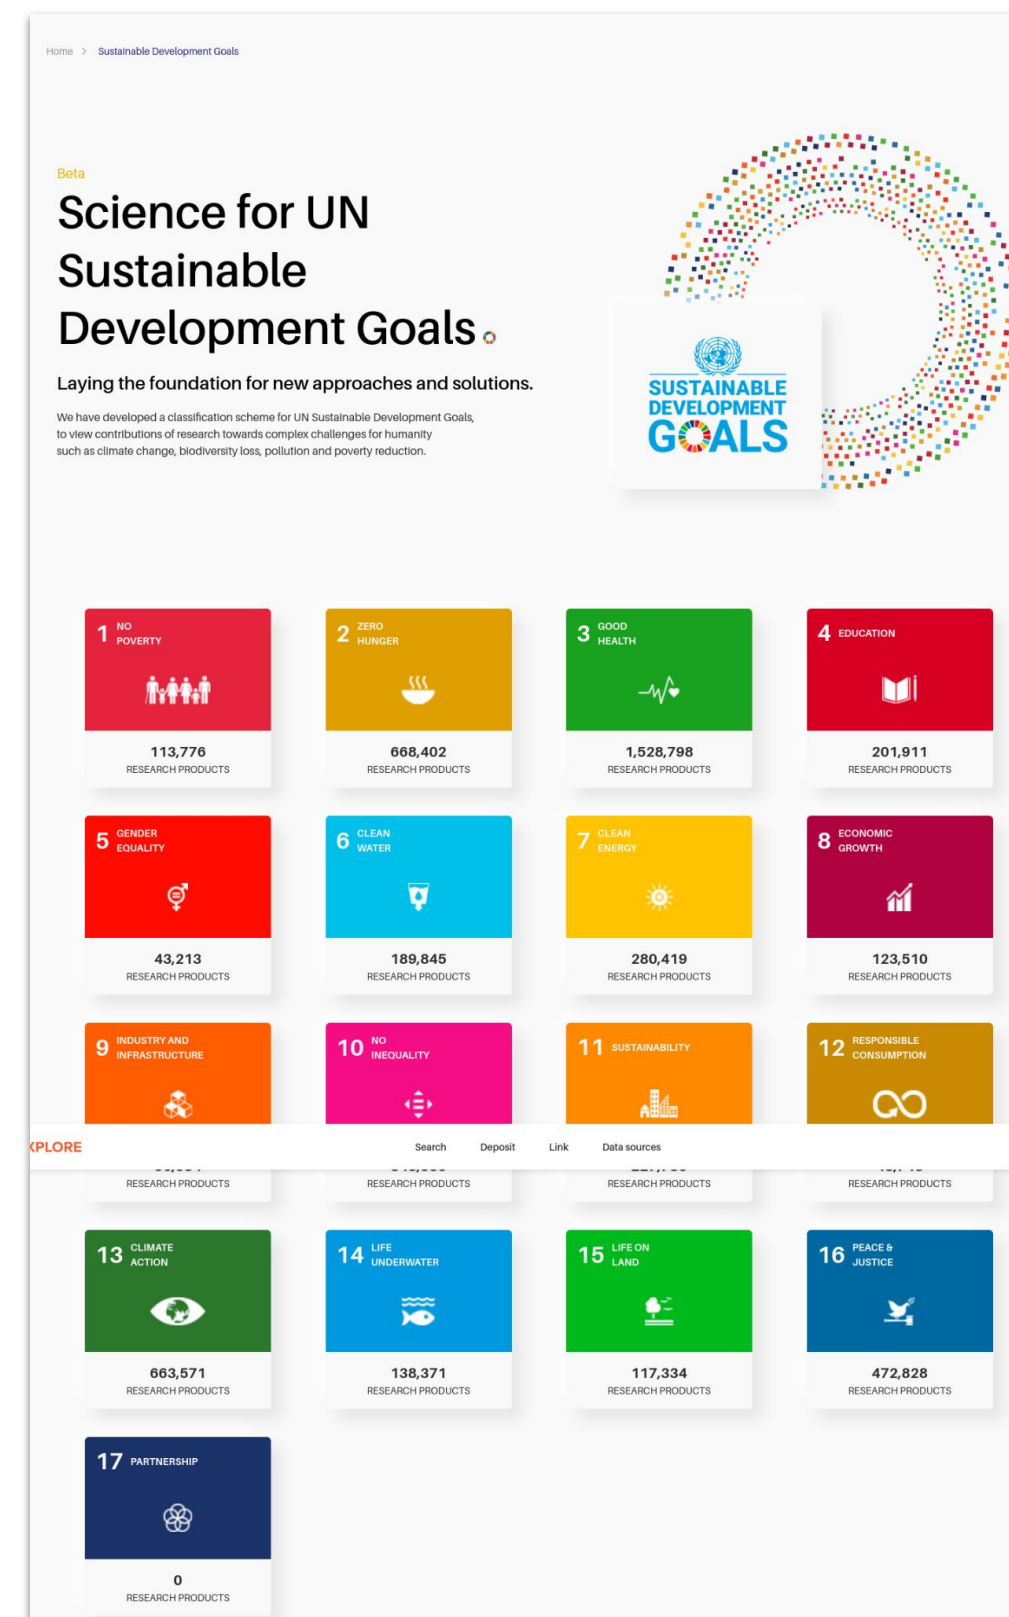 Home > Sustainable Development Goals
Beta
Science for UN
Sustainable
Development Goals
Laying the foundation for new approaches and solutions.
We have developed a classification scheme for UN Sustainable Development Goals,
to view contributions of research towards complex challenges for humanity
such as climate change, biodiversity loss, pollution and poverty reduction.
SUSTAINABLE
DEVELOPMENT
GOALS
1 NO
POVERTY
113,776
RESEARCH PRODUCTS
2 ZERO
HUNGER
668,402
RESEARCH PRODUCTS
3 GOOD
HEALTH
1,528,798
RESEARCH PRODUCTS
4 EDUCATION
201,911
RESEARCH PRODUCTS
5 GENDER
EQUALITY
43,213
RESEARCH PRODUCTS
6 CLEAN
WATER
189,845
RESEARCH PRODUCTS
7 CLEAN
ENERGY
280,419
RESEARCH PRODUCTS
8 ECONOMIC
GROWTH
123,510
RESEARCH PRODUCTS
9 INDUSTRY AND
INFRASTRUCTURE
10 NO
INEQUALITY
11 SUSTAINABILITY
12 RESPONSIBLE
CONSUMPTION
XPLORE
Search
Deposit
Link
Data sources
RESEARCH PRODUCTS
RESEARCH PRODUCTS
RESEARCH PRODUCTS
RESEARCH PRODUCTS
13 CLIMATE
ACTION
663,571
RESEARCH PRODUCTS
14 LIFE
UNDERWATER
138,371
RESEARCH PRODUCTS
15 LIFE ON
LAND
117,334
RESEARCH PRODUCTS
16 PEACE &
JUSTICE
472,828
RESEARCH PRODUCTS
17 PARTNERSHIP
0
RESEARCH PRODUCTS